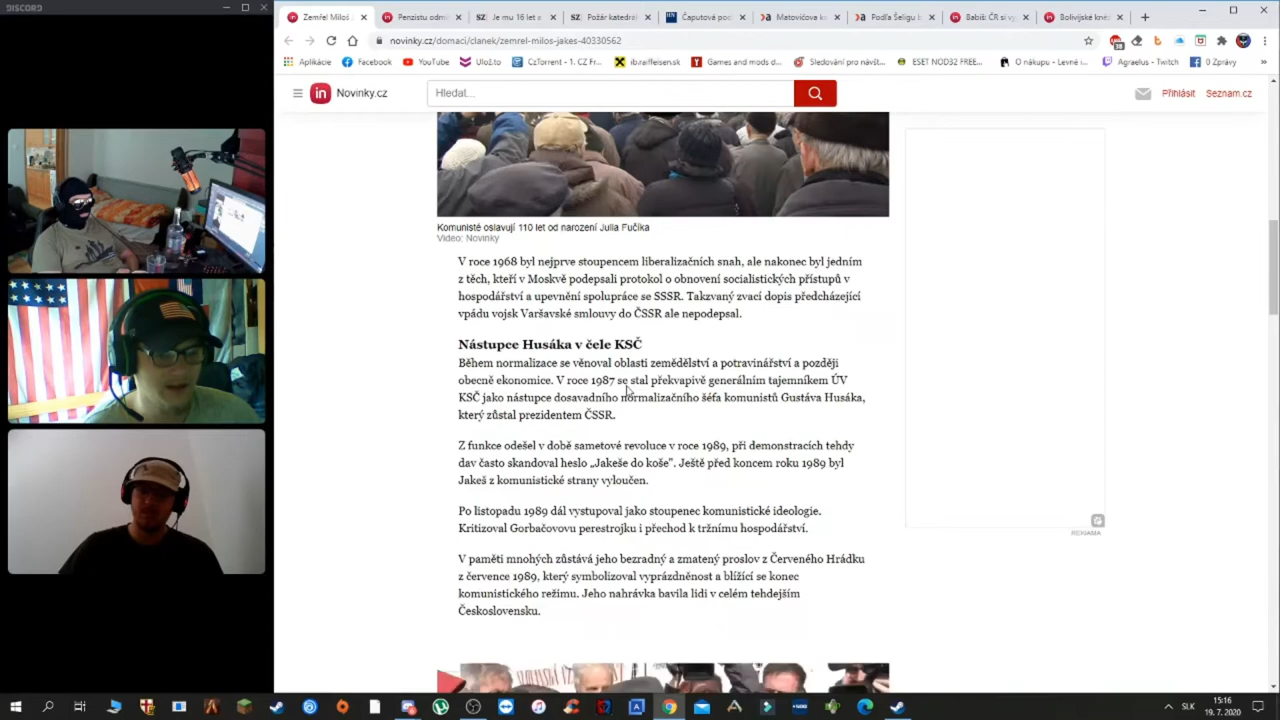 DISCORD
Zemřel Miloš
Penzistu odmí
Je mu 16 let a
Požár katedrál
Čaputová pod
Matovičova k
Podľa Šeligu
Babiš: ČR si v
Bolivijské kně
novinky.cz/domaci/clanek/zemrel-milos-jakes-40330562
Aplikácie
Facebook
YouTube
Ulož.to
CzTorrent - 1. CZ Fr...
ib.raiffeisen.sk
Games and mods d...
Sledování pro návšt...
ESET NOD32 FREE...
O nákupu - Levné i...
Agraelus - Twitch
0 Zprávy
Novinky.cz
Hledat...
Přihlásit
Seznam.cz
Komunisté oslavují 110 let od narození Julia Fučíka
Video: Novinky
V roce 1968 byl nejprve stoupencem liberalizačních snah, ale nakonec byl jedním
z těch, kteří v Moskvě podepsali protokol o obnovení socialistických přístupů v
hospodářství a upevnění spolupráce se SSSR. Takzvaný zvací dopis předcházející
vpádu vojsk Varšavské smlouvy do ČSSR ale nepodepsal.
Nástupce Husáka v čele KSČ
Během normalizace se věnoval oblasti zemědělství a potravinářství a později
obecně ekonomice. V roce 1987 se stal překvapivě generálním tajemníkem ÚV
KSČ jako nástupce dosavadního normalizačního šéfa komunistů Gustáva Husáka,
který zůstal prezidentem ČSSR.
Z funkce odešel v době sametové revoluce v roce 1989, při demonstracích tehdy
dav často skandoval heslo „Jakeše do koše". Ještě před koncem roku 1989 byl
Jakeš z komunistické strany vyloučen.
Po listopadu 1989 dál vystupoval jako stoupenec komunistické ideologie.
Kritizoval Gorbačovovu perestrojku i přechod k tržnímu hospodářství.
V paměti mnohých zůstává jeho bezradný a zmatený proslov z Červeného Hrádku
z července 1989, který symbolizoval vyprázdněnost a blížící se konec
komunistického režimu. Jeho nahrávka bavila lidi v celém tehdejším
Československu.
REKLAMA
SLK
15:16
19. 7. 2020